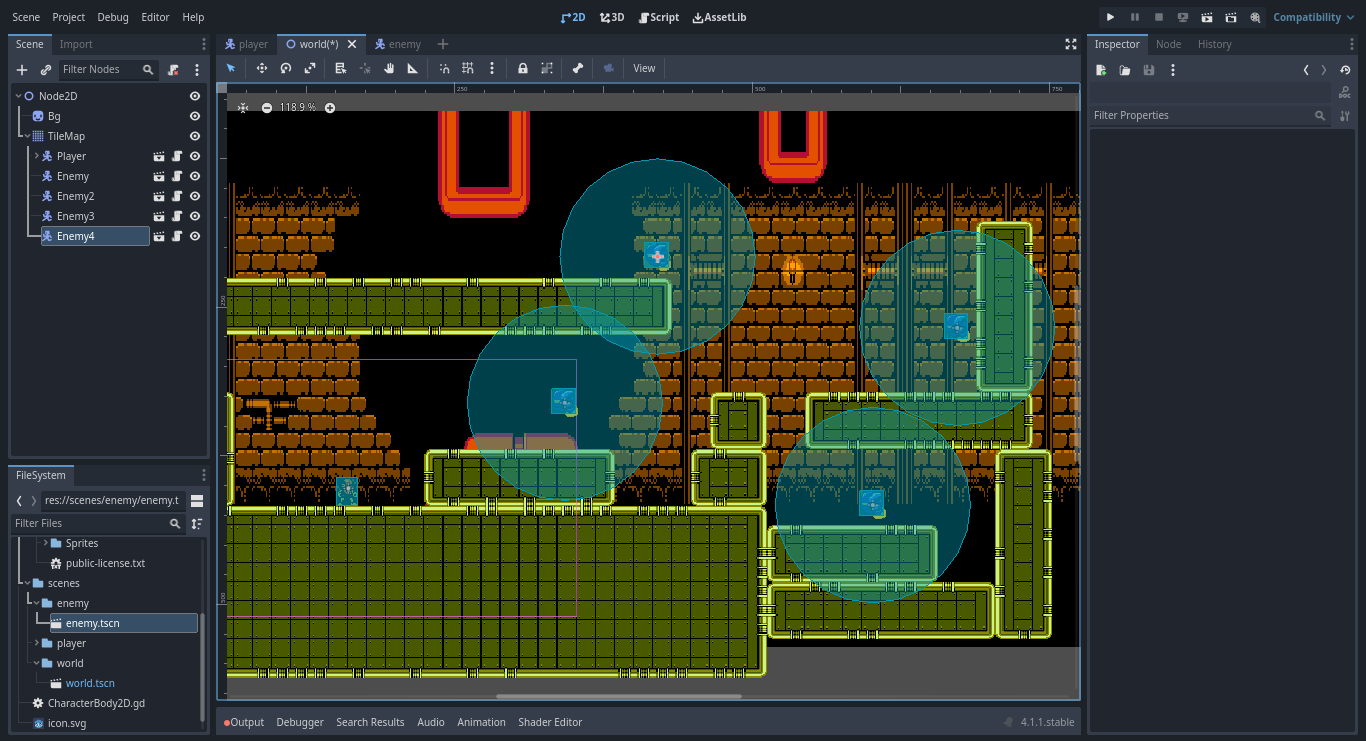 Scene Project Debug Editor Help
2D 3D Script AssetLib
Compatibility
Scene Import
Filter Nodes
Node2D
Bg
TileMap
Player
Enemy
Enemy2
Enemy3
Enemy4
FileSystem
res://scenes/enemy/enemy.t
Filter Files
Sprites
public-license.txt
scenes
enemy
enemy.tscn
player
world
world.tscn
CharacterBody2D.gd
icon.svg
player world(*) enemy
View
250 500 750
118.9 %
250
500
Output Debugger Search Results Audio Animation Shader Editor
4.1.1.stable
Inspector Node History
DOC
Filter Properties